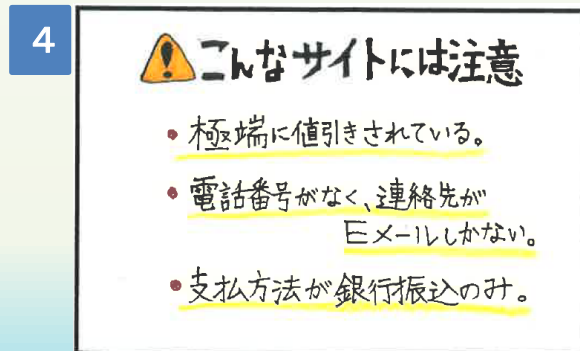 4
こんなサイトには注意
• 極端に値引きされている。
• 電話番号がなく、連絡先が
Eメールしかない。
• 支払方法が銀行振込のみ。